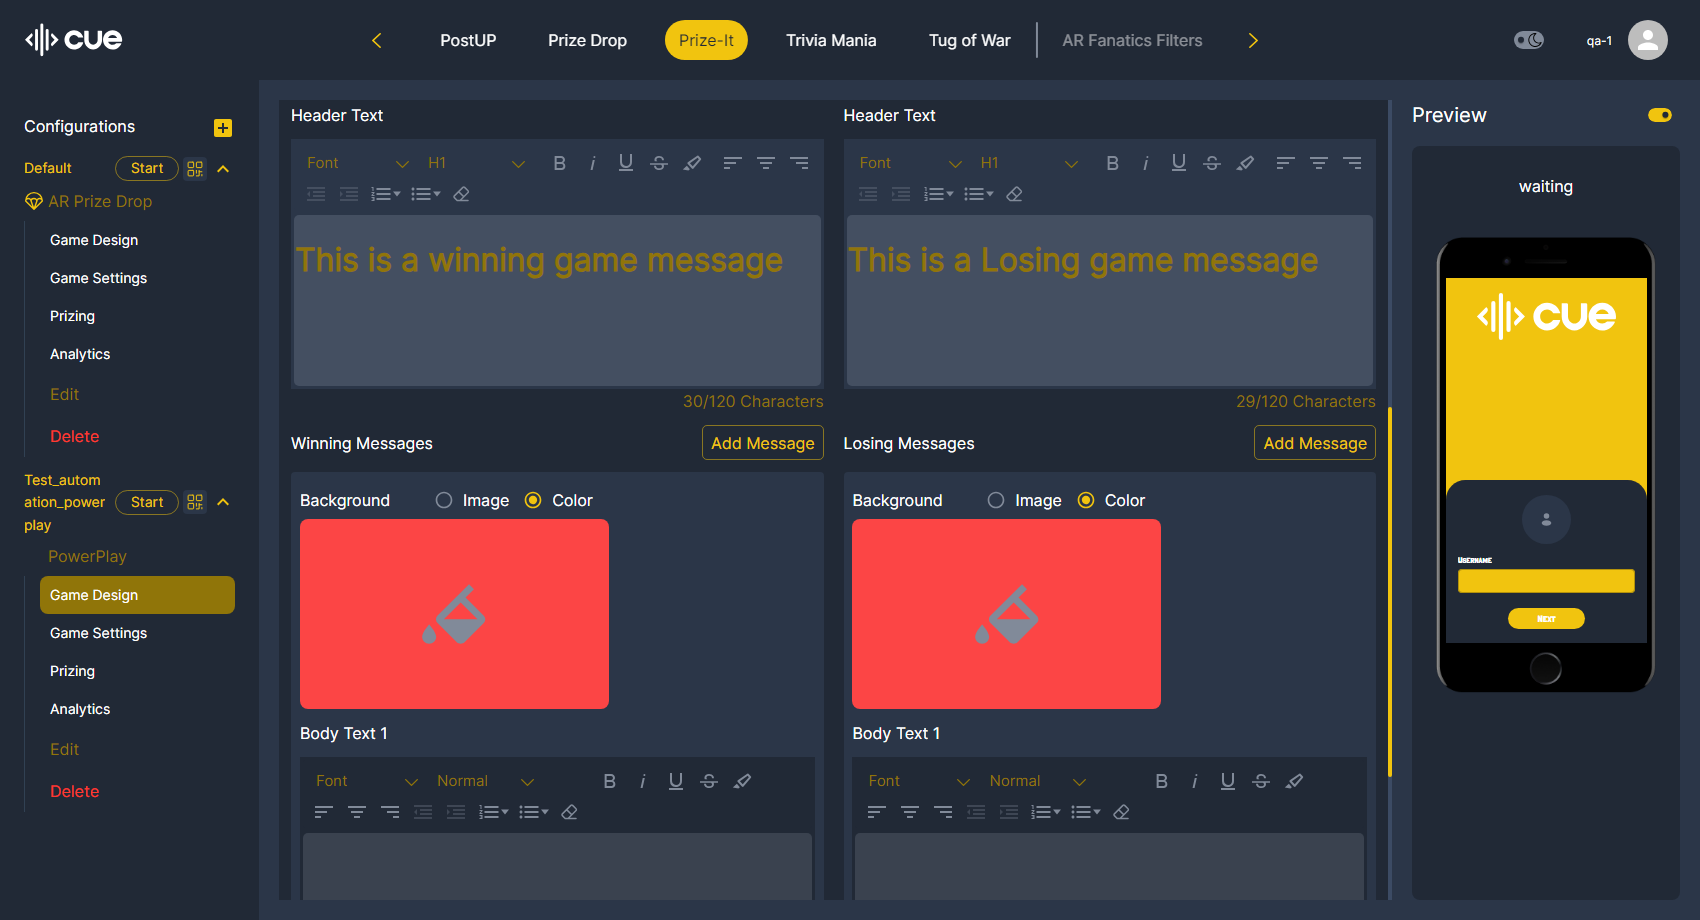 cue
PostUP
Prize Drop
Prize-It
Trivia Mania
Tug of War
AR Fanatics Filters
qa-1
Configurations
Default
Start
AR Prize Drop
Game Design
Game Settings
Prizing
Analytics
Edit
Delete
Test_autom
ation_power
play
Start
PowerPlay
Game Design
Game Settings
Prizing
Analytics
Edit
Delete
Header Text
Font
H1
This is a winning game message
30/120 Characters
Winning Messages
Add Message
Background
Image
Color
Body Text 1
Font
Normal
Header Text
Font
H1
This is a Losing game message
29/120 Characters
Losing Messages
Add Message
Background
Image
Color
Body Text 1
Font
Normal
Preview
waiting
cue
Username
Next